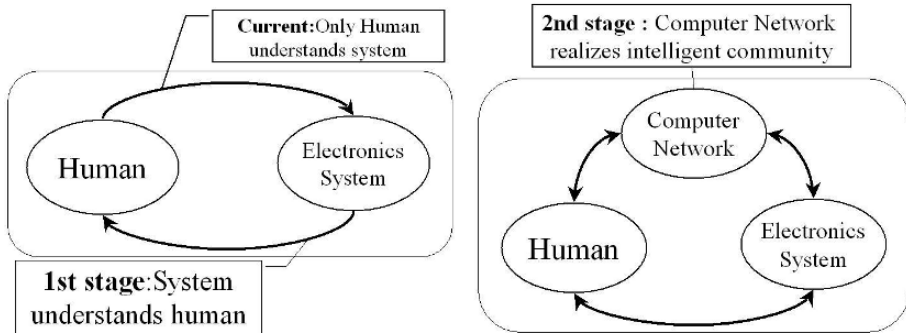 Current:Only Human
understands system
Human
Electronics
System
1st stage:System
understands human
2nd stage : Computer Network
realizes intelligent community
Computer
Network
Human
Electronics
System